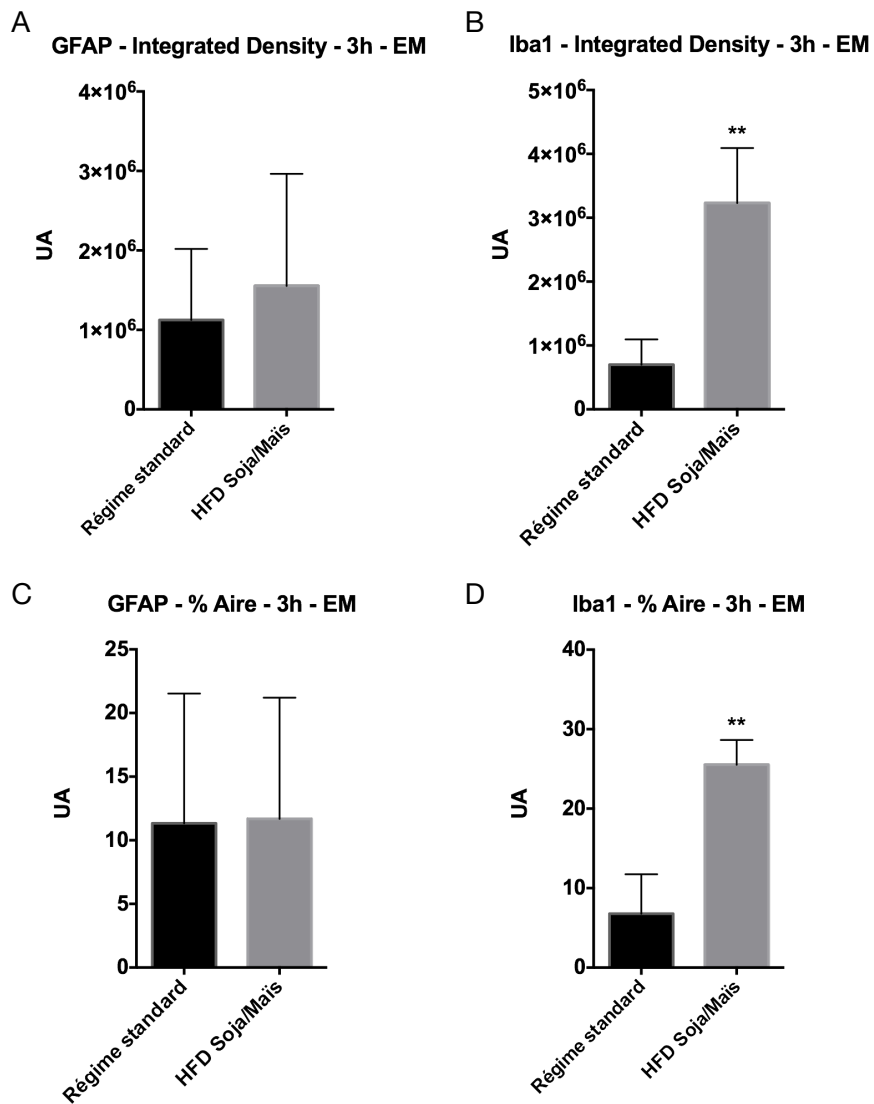 A
GFAP - Integrated Density - 3h - EM
4×10⁶
3×10⁶
2×10⁶
1×10⁶
0
UA
Régime standard
HFD Soja/Maïs
B
Iba1 - Integrated Density - 3h - EM
5×10⁶
4×10⁶
3×10⁶
2×10⁶
1×10⁶
0
UA
**
Régime standard
HFD Soja/Maïs
C
GFAP - % Aire - 3h - EM
25
20
15
10
5
0
UA
Régime standard
HFD Soja/Maïs
D
Iba1 - % Aire - 3h - EM
40
30
20
10
0
UA
**
Régime standard
HFD Soja/Maïs